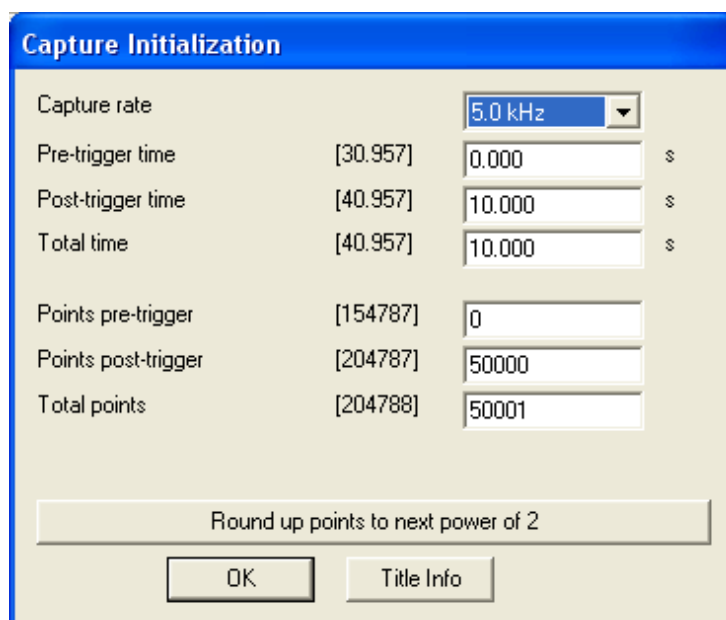 Capture Initialization
Capture rate 5.0 kHz
Pre-trigger time [30.957] 0.000 s
Post-trigger time [40.957] 10.000 s
Total time [40.957] 10.000 s
Points pre-trigger [154787] 0
Points post-trigger [204787] 50000
Total points [204788] 50001
Round up points to next power of 2
OK Title Info